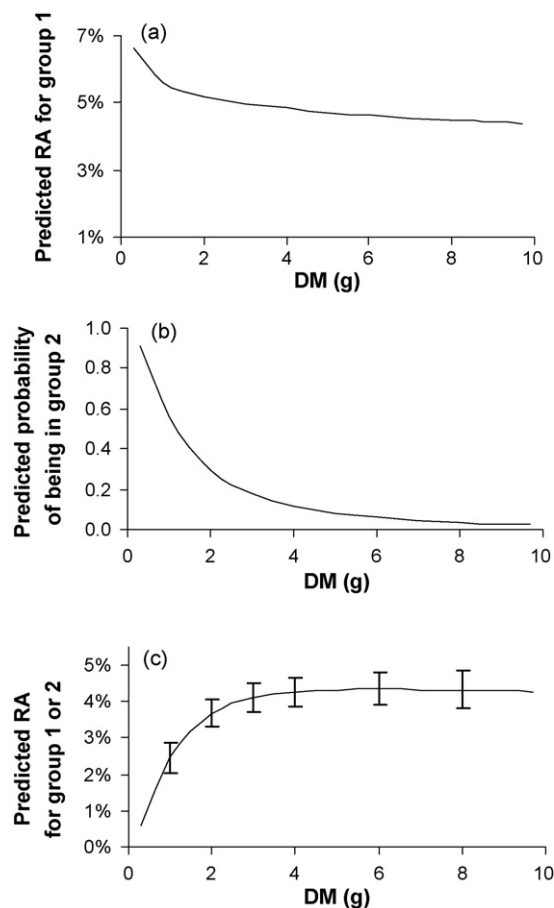 (a)
Predicted RA for group 1
7%
5%
3%
1%
0 2 4 6 8 10
DM (g)
(b)
Predicted probability
of being in group 2
1.0
0.8
0.6
0.4
0.2
0.0
0 2 4 6 8 10
DM (g)
(c)
Predicted RA
for group 1 or 2
5%
4%
3%
2%
1%
0%
0 2 4 6 8 10
DM (g)